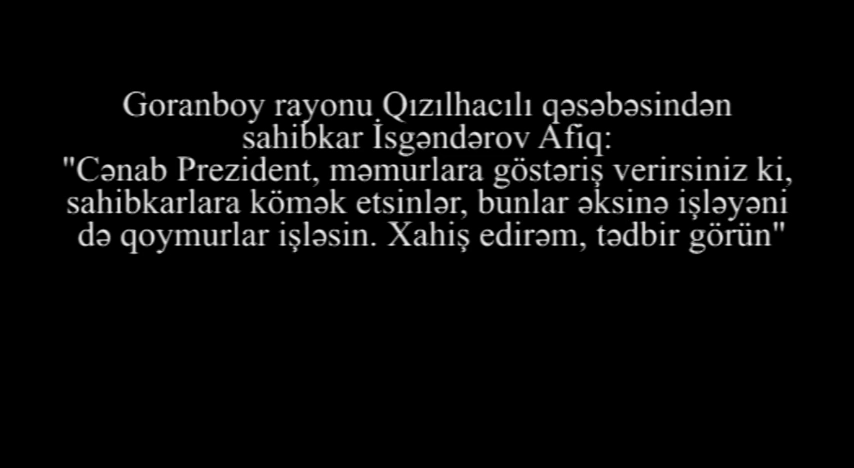 Goranboy rayonu Qızılhacılı qəsəbəsindən
sahibkar İsgəndərov Afiq:
"Cənab Prezident, məmurlara göstəriş verirsiniz ki,
sahibkarlara kömək etsinlər, bunlar əksinə işləyəni
də qoymurlar işləsin. Xahiş edirəm, tədbir görün"